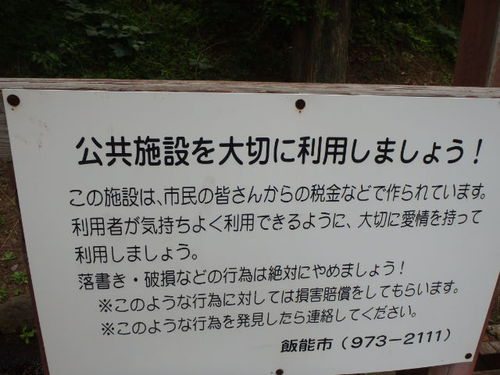 公共施設を大切に利用しましょう！
この施設は、市民の皆さんからの税金などで作られています。
利用者が気持ちよく利用できるように、大切に愛情を持って
利用しましょう。
落書き・破損などの行為は絶対にやめましょう！
※このような行為に対しては損害賠償をしてもらいます。
※このような行為を発見したら連絡してください。
飯能市（973－2111）